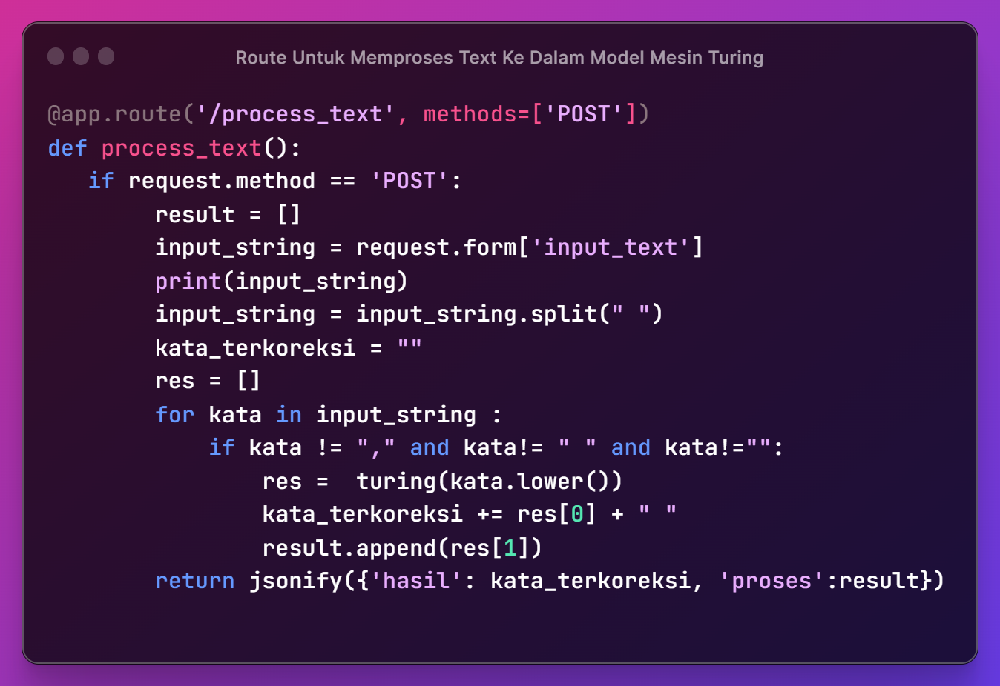 Route Untuk Memproses Text Ke Dalam Model Mesin Turing
@app.route('/process_text', methods=['POST'])
def process_text():
   if request.method == 'POST':
        result = []
        input_string = request.form['input_text']
        print(input_string)
        input_string = input_string.split(" ")
        kata_terkoreksi = ""
        res = []
        for kata in input_string :
            if kata != "," and kata!= " " and kata!="":
                res =  turing(kata.lower())
                kata_terkoreksi += res[0] + " "
                result.append(res[1])
        return jsonify({'hasil': kata_terkoreksi, 'proses':result})